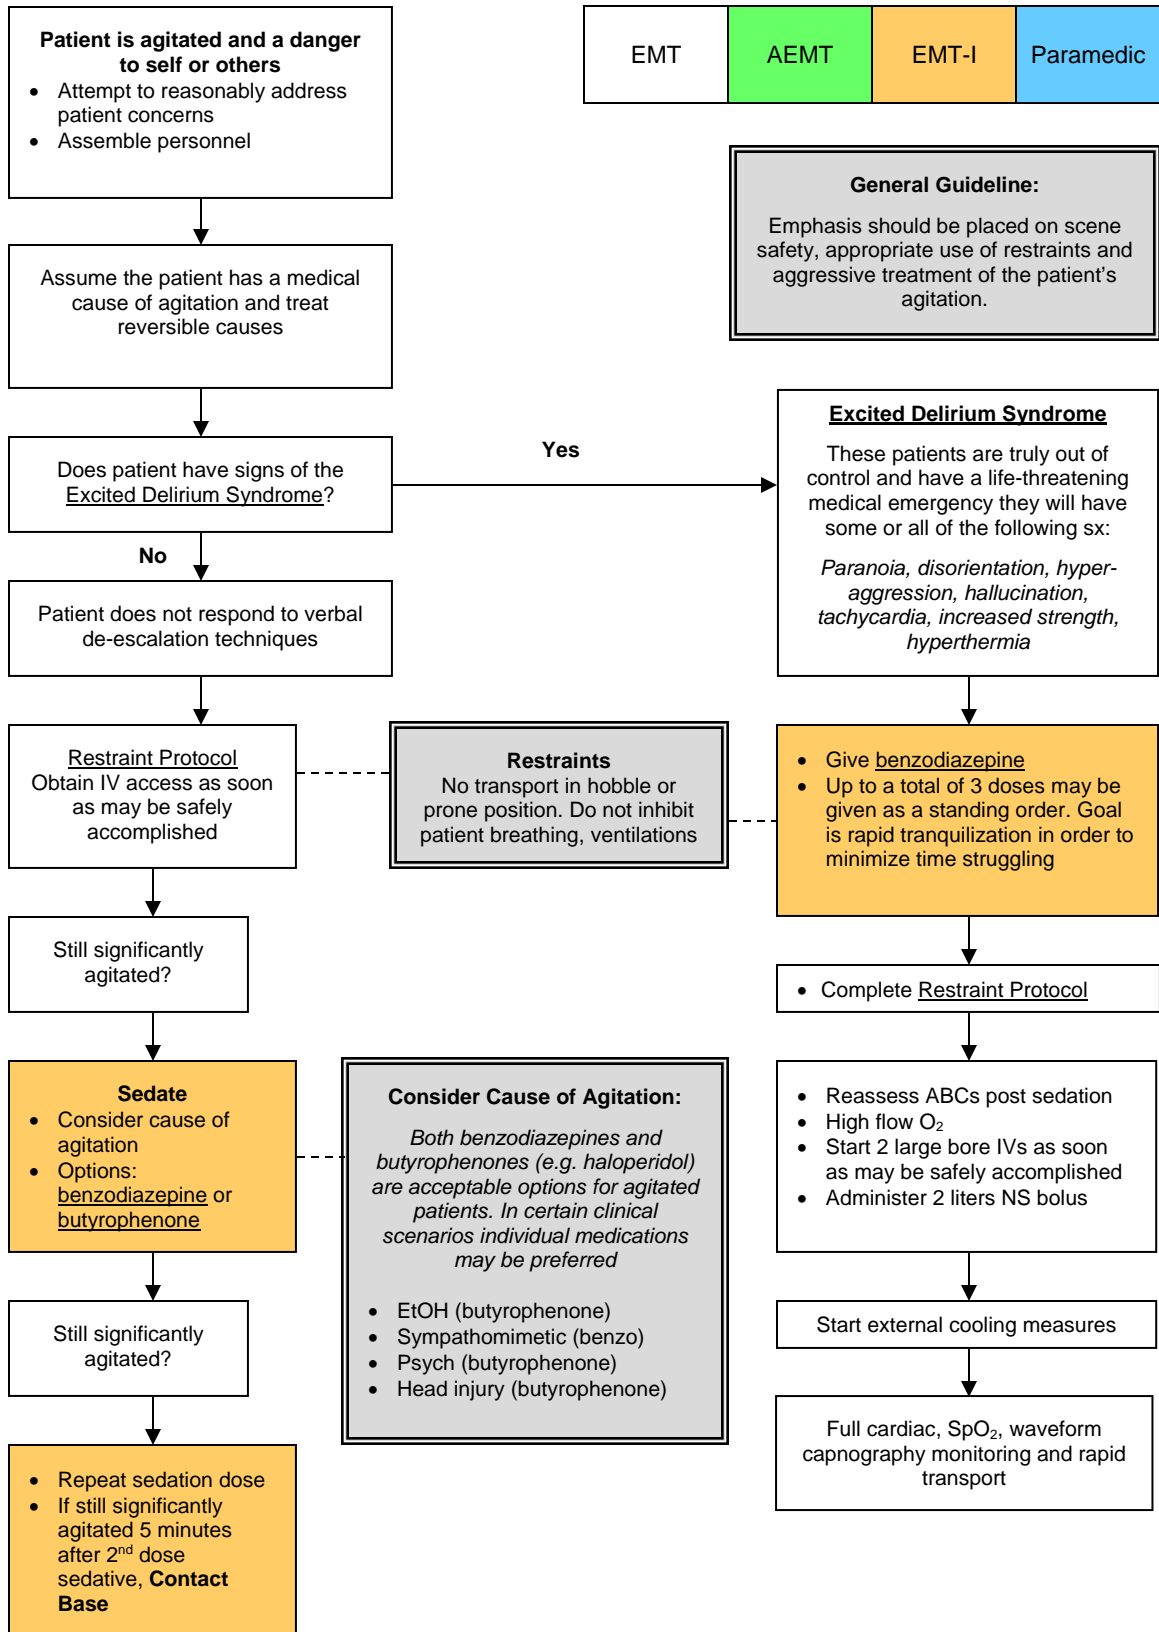 Patient is agitated and a danger
to self or others
• Attempt to reasonably address
patient concerns
• Assemble personnel
EMT
AEMT
EMT-I
Paramedic
General Guideline:
Emphasis should be placed on scene
safety, appropriate use of restraints and
aggressive treatment of the patient's
agitation.
Assume the patient has a medical
cause of agitation and treat
reversible causes
Does patient have signs of the
Excited Delirium Syndrome?
Yes
No
Excited Delirium Syndrome
These patients are truly out of
control and have a life-threatening
medical emergency they will have
some or all of the following sx:
Paranoia, disorientation, hyper-
aggression, hallucination,
tachycardia, increased strength,
hyperthermia
Patient does not respond to verbal
de-escalation techniques
Restraint Protocol
Obtain IV access as soon
as may be safely
accomplished
Restraints
No transport in hobble or
prone position. Do not inhibit
patient breathing, ventilations
• Give benzodiazepine
• Up to a total of 3 doses may be
given as a standing order. Goal
is rapid tranquilization in order to
minimize time struggling
Still significantly
agitated?
• Complete Restraint Protocol
Sedate
• Consider cause of
agitation
• Options:
benzodiazepine or
butyrophenone
Consider Cause of Agitation:
Both benzodiazepines and
butyrophenones (e.g. haloperidol)
are acceptable options for agitated
patients. In certain clinical
scenarios individual medications
may be preferred
• EtOH (butyrophenone)
• Sympathomimetic (benzo)
• Psych (butyrophenone)
• Head injury (butyrophenone)
• Reassess ABCs post sedation
• High flow O₂
• Start 2 large bore IVs as soon
as may be safely accomplished
• Administer 2 liters NS bolus
Still significantly
agitated?
Start external cooling measures
• Repeat sedation dose
• If still significantly
agitated 5 minutes
after 2nd dose
sedative, Contact
Base
Full cardiac, SpO₂, waveform
capnography monitoring and rapid
transport